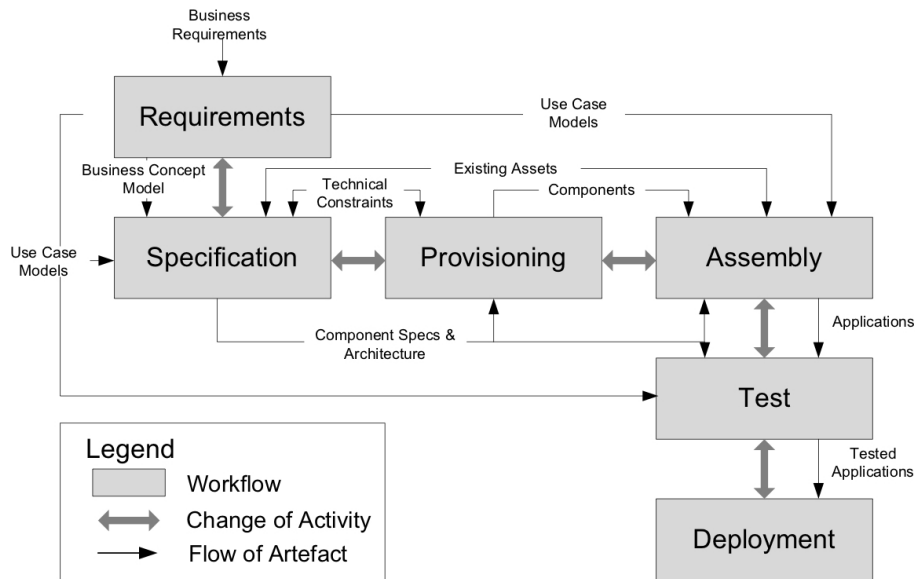 Business
Requirements
Requirements
Use Case
Models
Business Concept
Model
Existing Assets
Technical
Constraints
Components
Use Case
Models
Specification
Provisioning
Assembly
Component Specs &
Architecture
Applications
Test
Tested
Applications
Deployment
Legend
Workflow
Change of Activity
Flow of Artefact